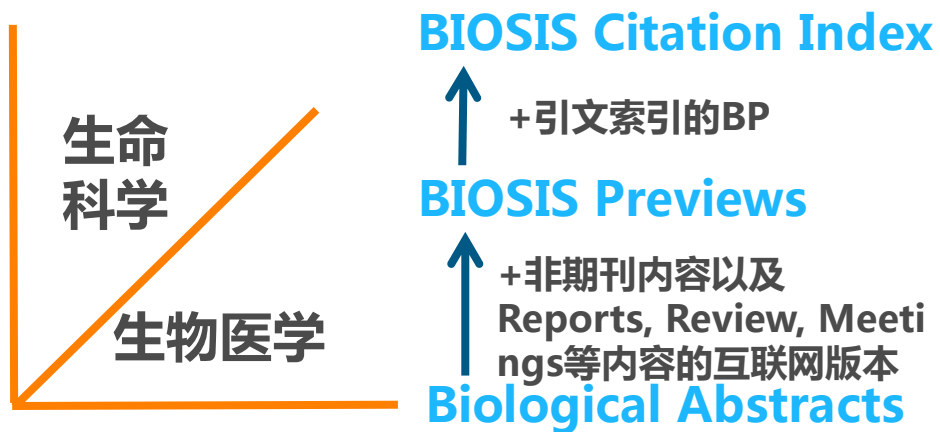 生命
科学
生物医学
BIOSIS Citation Index
+引文索引的BP
BIOSIS Previews
+非期刊内容以及
Reports, Review, Meeti
ngs等内容的互联网版本
Biological Abstracts